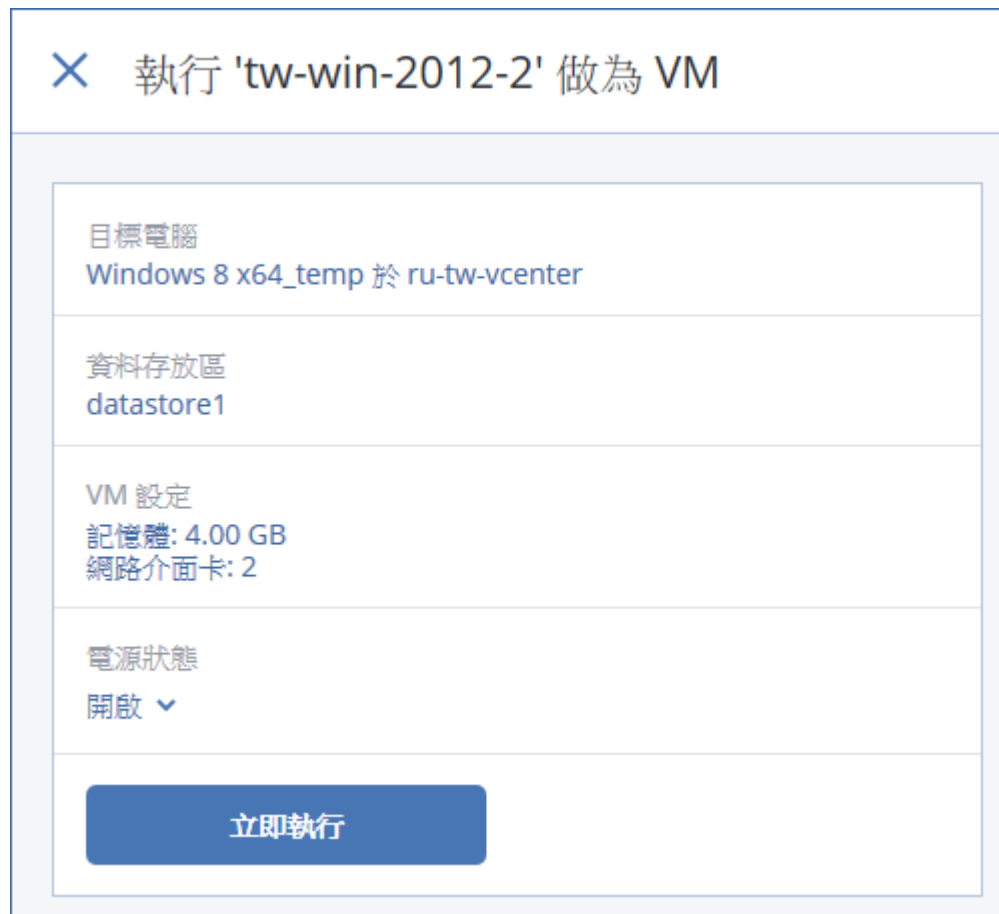 執行 'tw-win-2012-2' 做為 VM
目標電腦
Windows 8 x64_temp 於 ru-tw-vcenter
資料存放區
datastore1
VM 設定
記憶體: 4.00 GB
網路介面卡: 2
電源狀態
開啟
立即執行